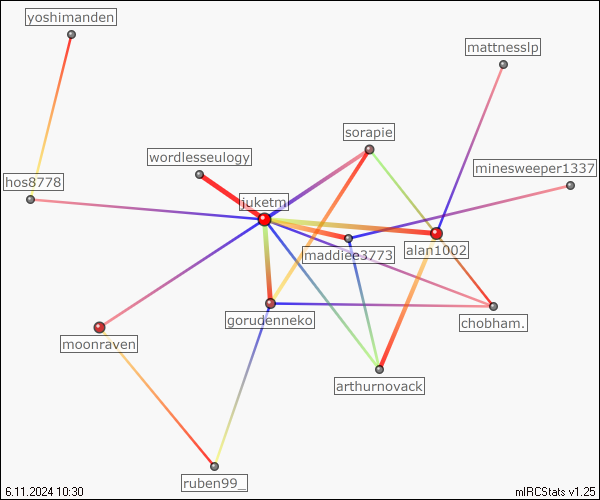 yoshimanden
mattnesslp
sorapie
wordlesseulogy
minesweeper1337
hos8778
juketm
maddiee3773
alan1002
gorudenneko
chobham.
moonraven
arthurnovack
ruben99_
6.11.2024 10:30
mIRCStats v1.25